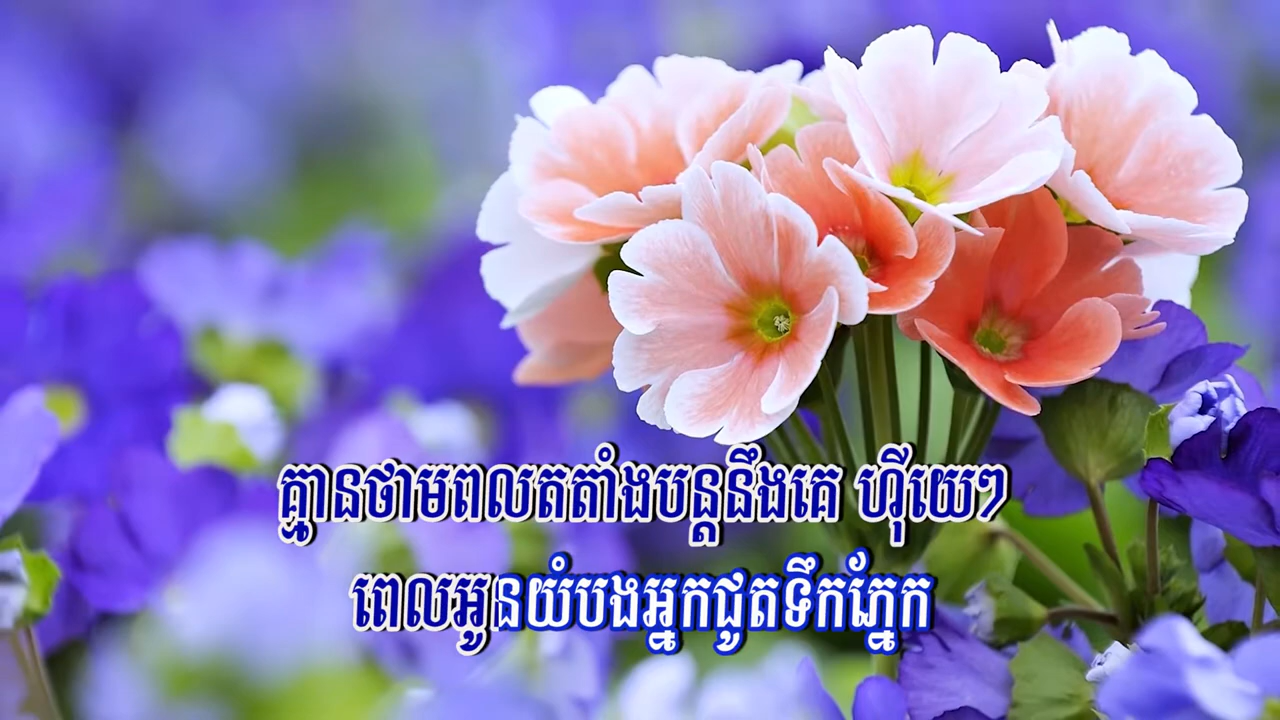 គ្មានថាមពលតតាំងបន្តនឹងគេ ហ៊ីយេៗ
ពេលអូនយំបងអ្នកជូតទឹកភ្នែក